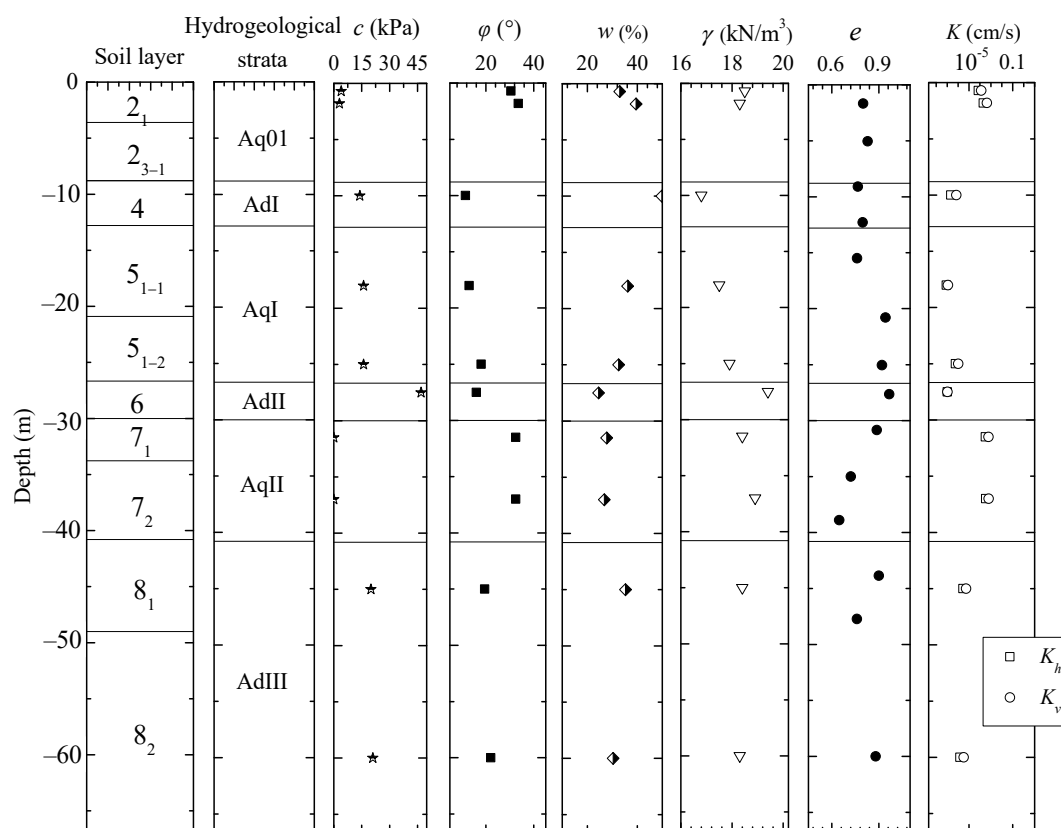 Hydrogeological c (kPa) φ (°) w (%) γ (kN/m³) e K (cm/s)
Soil layer strata 0 15 30 45 20 40 20 40 16 18 20 0.6 0.9 10⁻⁵ 0.1
0
2₁
Aq01
2₃₋₁
–10
4 AdI
5₁₋₁
–20
AqI
5₁₋₂
6 AdII
–30
7₁
AqII
7₂
–40
8₁
–50
K_h
AdIII
K_v
8₂
–60
Depth (m)